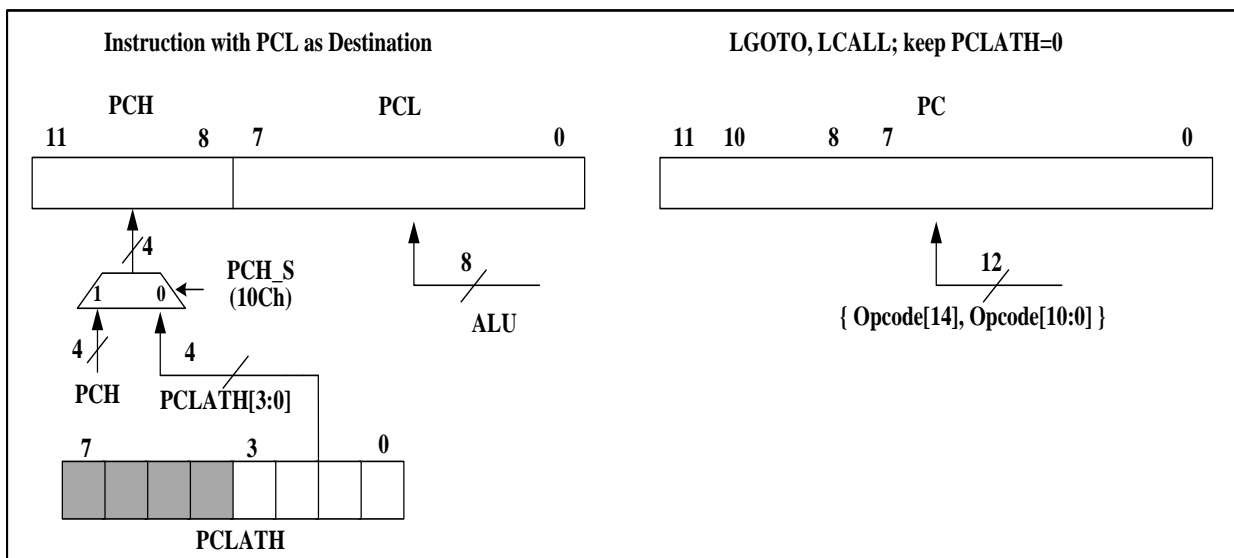 Instruction with PCL as Destination
LGOTO, LCALL; keep PCLATH=0
PCH PCL
11 8 7 0
4
PCH_S
(10Ch)
1 0
8
ALU
4
PCH
4
PCLATH[3:0]
7 3 0
PCLATH
PC
11 10 8 7 0
12
{ Opcode[14], Opcode[10:0] }